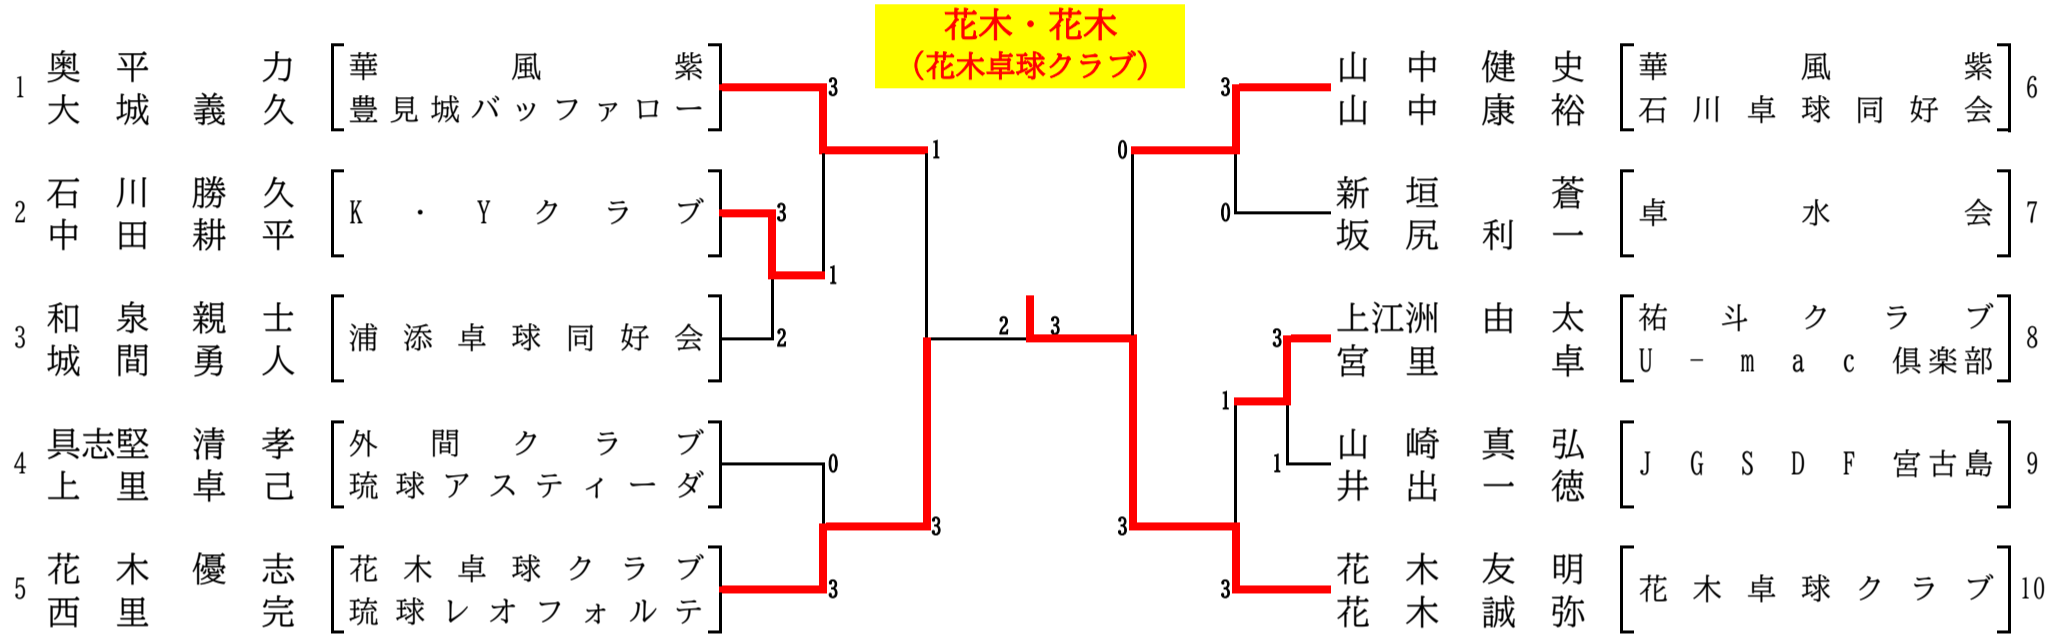 花木・花木
（花木卓球クラブ）
1
奥平力
大城義久
華風紫
豊見城バッファロー
3
2
石川勝久
中田耕平
K・Yクラブ
3
1
3
和泉親士
城間勇人
浦添卓球同好会
2
1
4
具志堅清孝
上里卓己
外間クラブ
琉球アスティーダ
0
5
花木優志
西里完
花木卓球クラブ
琉球レオフォルテ
3
3
2 3
山中健史
山中康裕
華風紫
石川卓球同好会
6
3
0
新垣蒼
坂尻利一
卓水会
7
0
上江洲由太
宮里卓
祐斗クラブ
U-mac倶楽部
8
3
1
山崎真弘
井出一徳
JGSDF宮古島
9
1
花木友明
花木誠弥
花木卓球クラブ
10
3
3